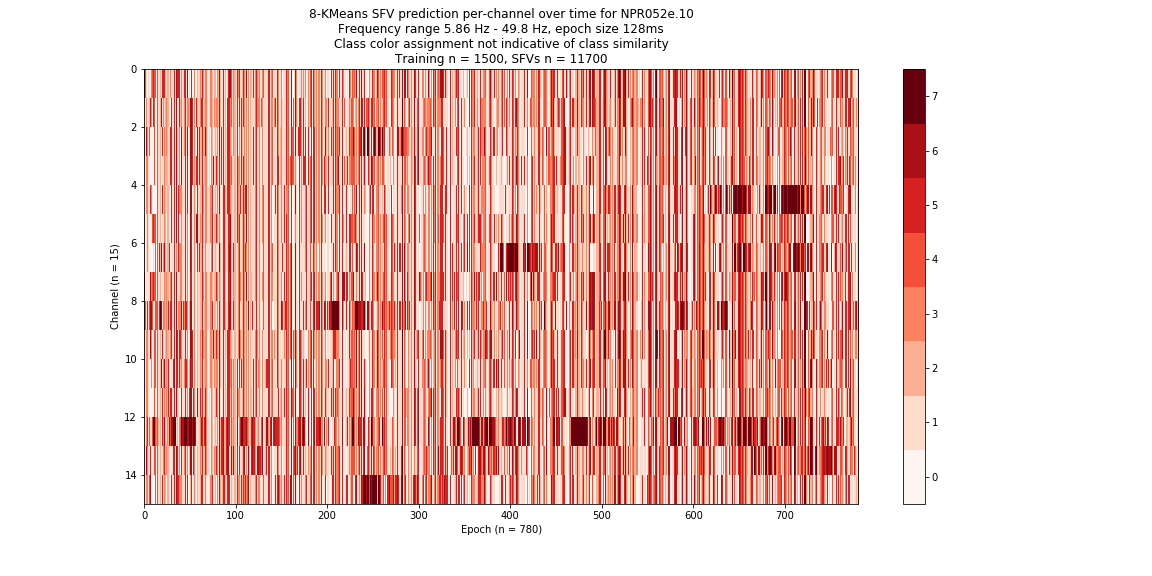 8-KMeans SFV prediction per-channel over time for NPR052e.10
Frequency range 5.86 Hz - 49.8 Hz, epoch size 128ms
Class color assignment not indicative of class similarity
Training n = 1500, SFVs n = 11700
0
2
4
6
8
10
12
14
Channel (n = 15)
0 100 200 300 400 500 600 700
Epoch (n = 780)
7
6
5
4
3
2
1
0